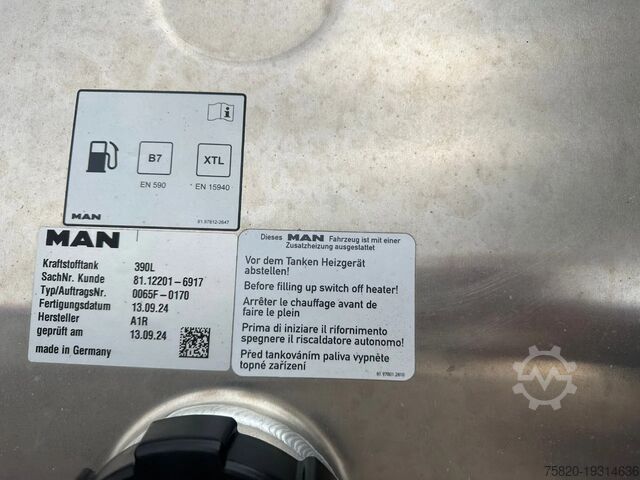 B7
XTL
EN 590
EN 15940
MAN
81.97812-2647
MAN
Kraftstofftank 390L
SachNr. Kunde 81.12201-6917
Typ/AuftragsNr. 0065F-0170
Fertigungsdatum 13.09.24
Hersteller A1R
geprüft am 13.09.24
made in Germany
Dieses MAN Fahrzeug ist mit einer
Zusatzheizung ausgestattet
Vor dem Tanken Heizgerät
abstellen!
Before filling up switch off heater!
Arrêter le chauffage avant de
faire le plein
Prima di iniziare il rifornimento
spegnere il riscaldatore autonomo!
Před tankováním paliva vypněte
topné zařízení
75820-19314636